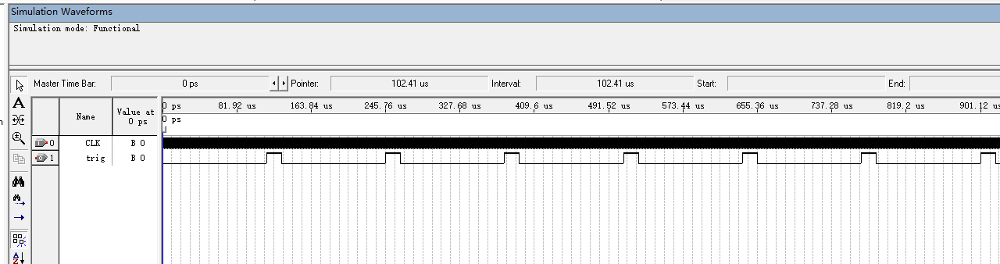 Simulation Waveforms
Simulation mode: Functional
Master Time Bar: 0 ps Pointer: 102.41 us Interval: 102.41 us Start: End:
Name Value at 0 ps
0 ps 81.92 us 163.84 us 245.76 us 327.68 us 409.6 us 491.52 us 573.44 us 655.36 us 737.28 us 819.2 us 901.12 us
0 ps
0 CLK B 0
1 trig B 0